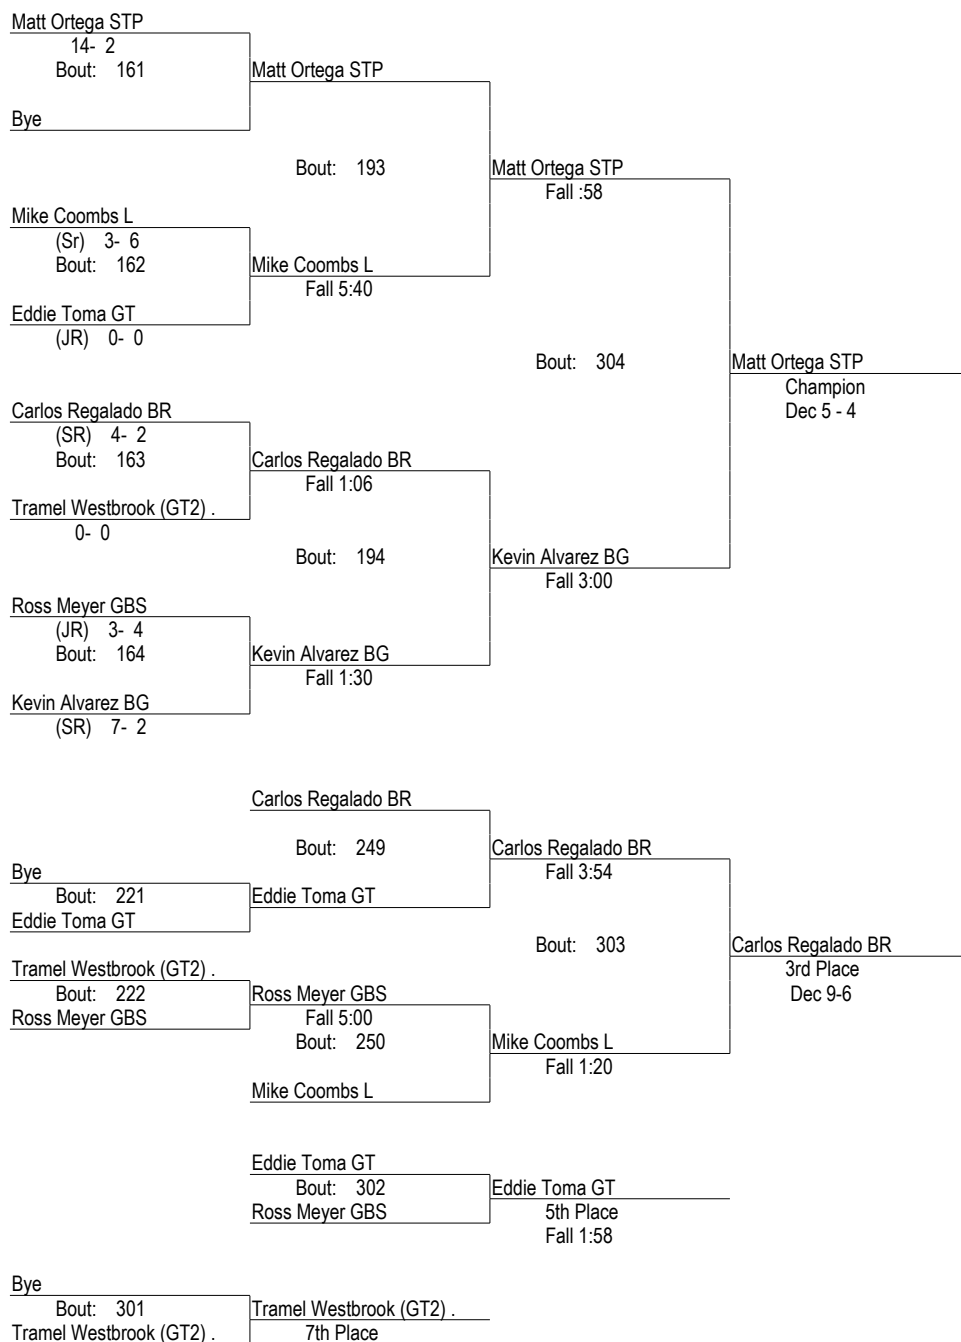 Matt Ortega STP
14- 2
Bout: 161
Matt Ortega STP
Bye
Bout: 193
Matt Ortega STP
Fall :58
Mike Coombs L
(Sr) 3- 6
Bout: 162
Mike Coombs L
Fall 5:40
Eddie Toma GT
(JR) 0- 0
Bout: 304
Matt Ortega STP
Champion
Dec 5 - 4
Carlos Regalado BR
(SR) 4- 2
Bout: 163
Carlos Regalado BR
Fall 1:06
Tramel Westbrook (GT2) .
0- 0
Bout: 194
Kevin Alvarez BG
Fall 3:00
Ross Meyer GBS
(JR) 3- 4
Bout: 164
Kevin Alvarez BG
Fall 1:30
Kevin Alvarez BG
(SR) 7- 2
Carlos Regalado BR
Bout: 249
Carlos Regalado BR
Fall 3:54
Bye
Bout: 221
Eddie Toma GT
Eddie Toma GT
Bout: 303
Carlos Regalado BR
3rd Place
Dec 9-6
Tramel Westbrook (GT2) .
Bout: 222
Ross Meyer GBS
Ross Meyer GBS
Fall 5:00
Bout: 250
Mike Coombs L
Fall 1:20
Mike Coombs L
Eddie Toma GT
Bout: 302
Eddie Toma GT
Ross Meyer GBS
5th Place
Fall 1:58
Bye
Bout: 301
Tramel Westbrook (GT2) .
Tramel Westbrook (GT2) .
7th Place